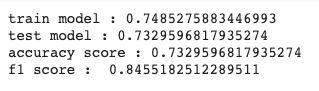 train model : 0.7485275883446993
test model : 0.7329596817935274
accuracy score : 0.7329596817935274
f1 score :  0.8455182512289511